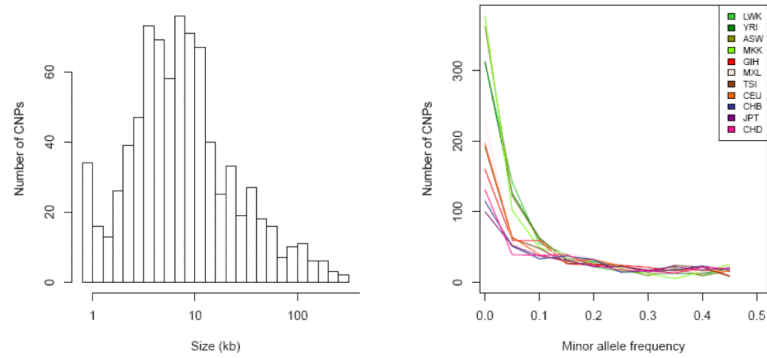 Number of CNPs
60
40
20
0
1
10
100
Size (kb)
Number of CNPs
300
200
100
0
0.0
0.1
0.2
0.3
0.4
0.5
Minor allele frequency
LWK
YRI
ASW
MKK
GIH
MXL
TSI
CEU
CHB
JPT
CHD